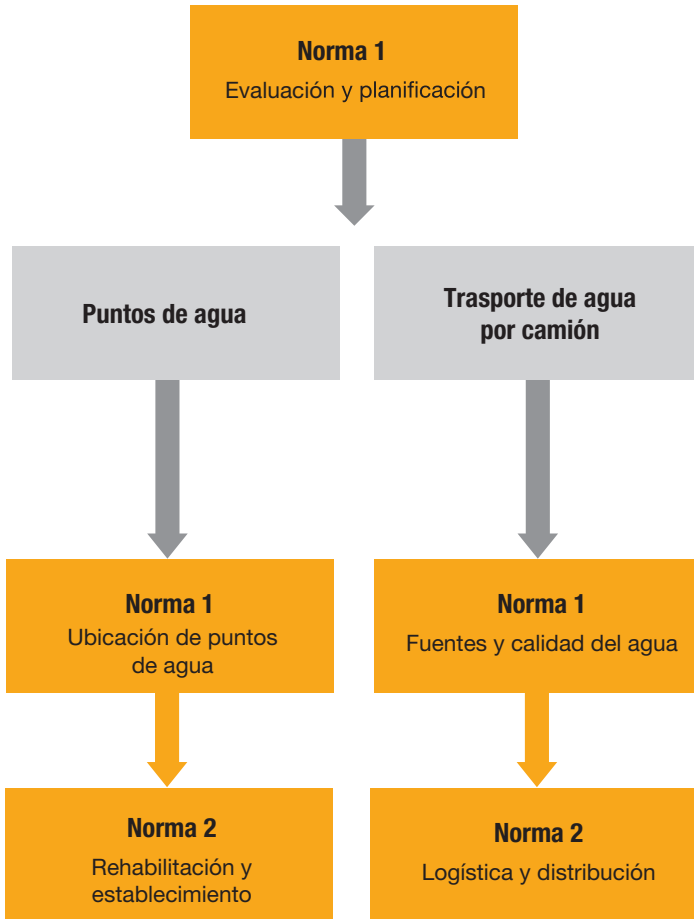 Norma 1
Evaluación y planificación
Puntos de agua
Trasporte de agua
por camión
Norma 1
Ubicación de puntos
de agua
Norma 1
Fuentes y calidad del agua
Norma 2
Rehabilitación y
establecimiento
Norma 2
Logística y distribución